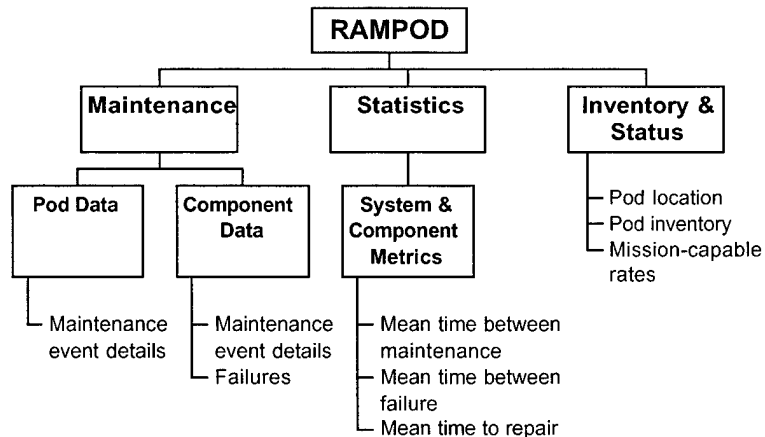 RAMPOD
Maintenance
Statistics
Inventory &
Status
Pod Data
Component
Data
System &
Component
Metrics
Pod location
Pod inventory
Mission-capable
rates
Maintenance
event details
Maintenance
event details
Failures
Mean time between
maintenance
Mean time between
failure
Mean time to repair